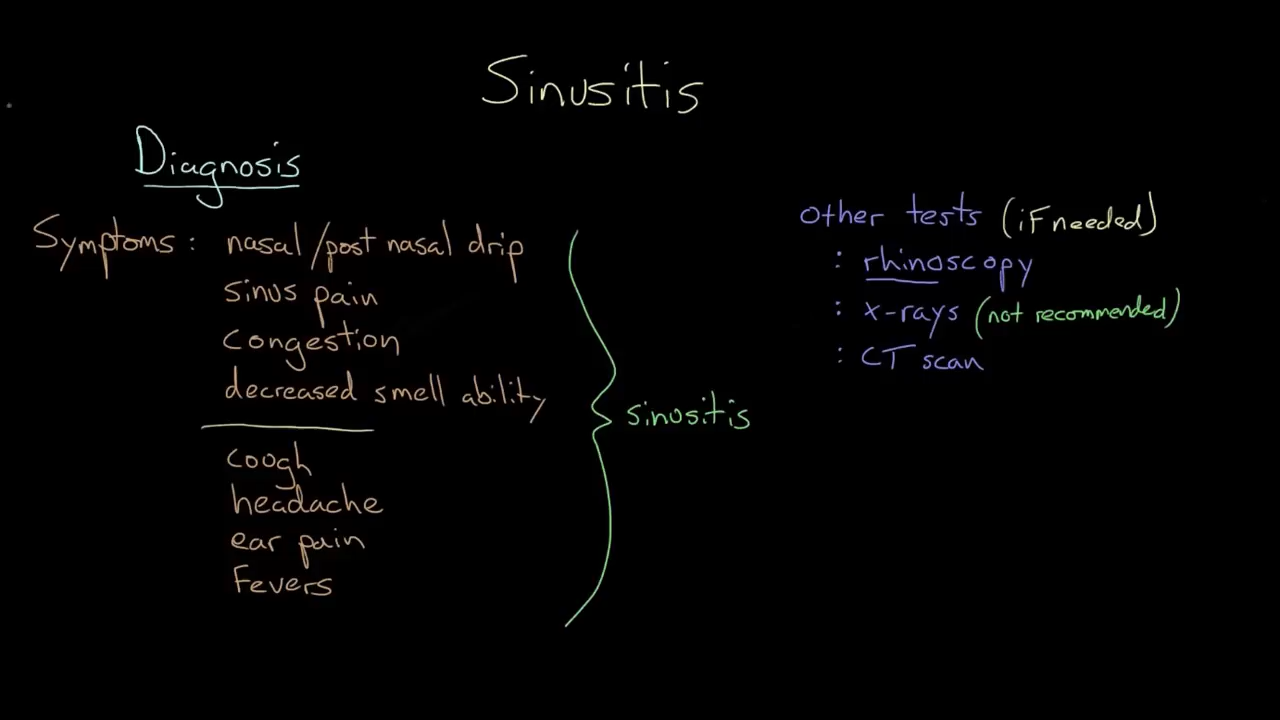 Sinusitis
Diagnosis
Symptoms: nasal/post nasal drip
sinus pain
congestion
decreased smell ability
cough
headache
ear pain
Fevers
sinusitis
Other tests (if needed)
: rhinoscopy
: x-rays (not recommended)
: CT scan